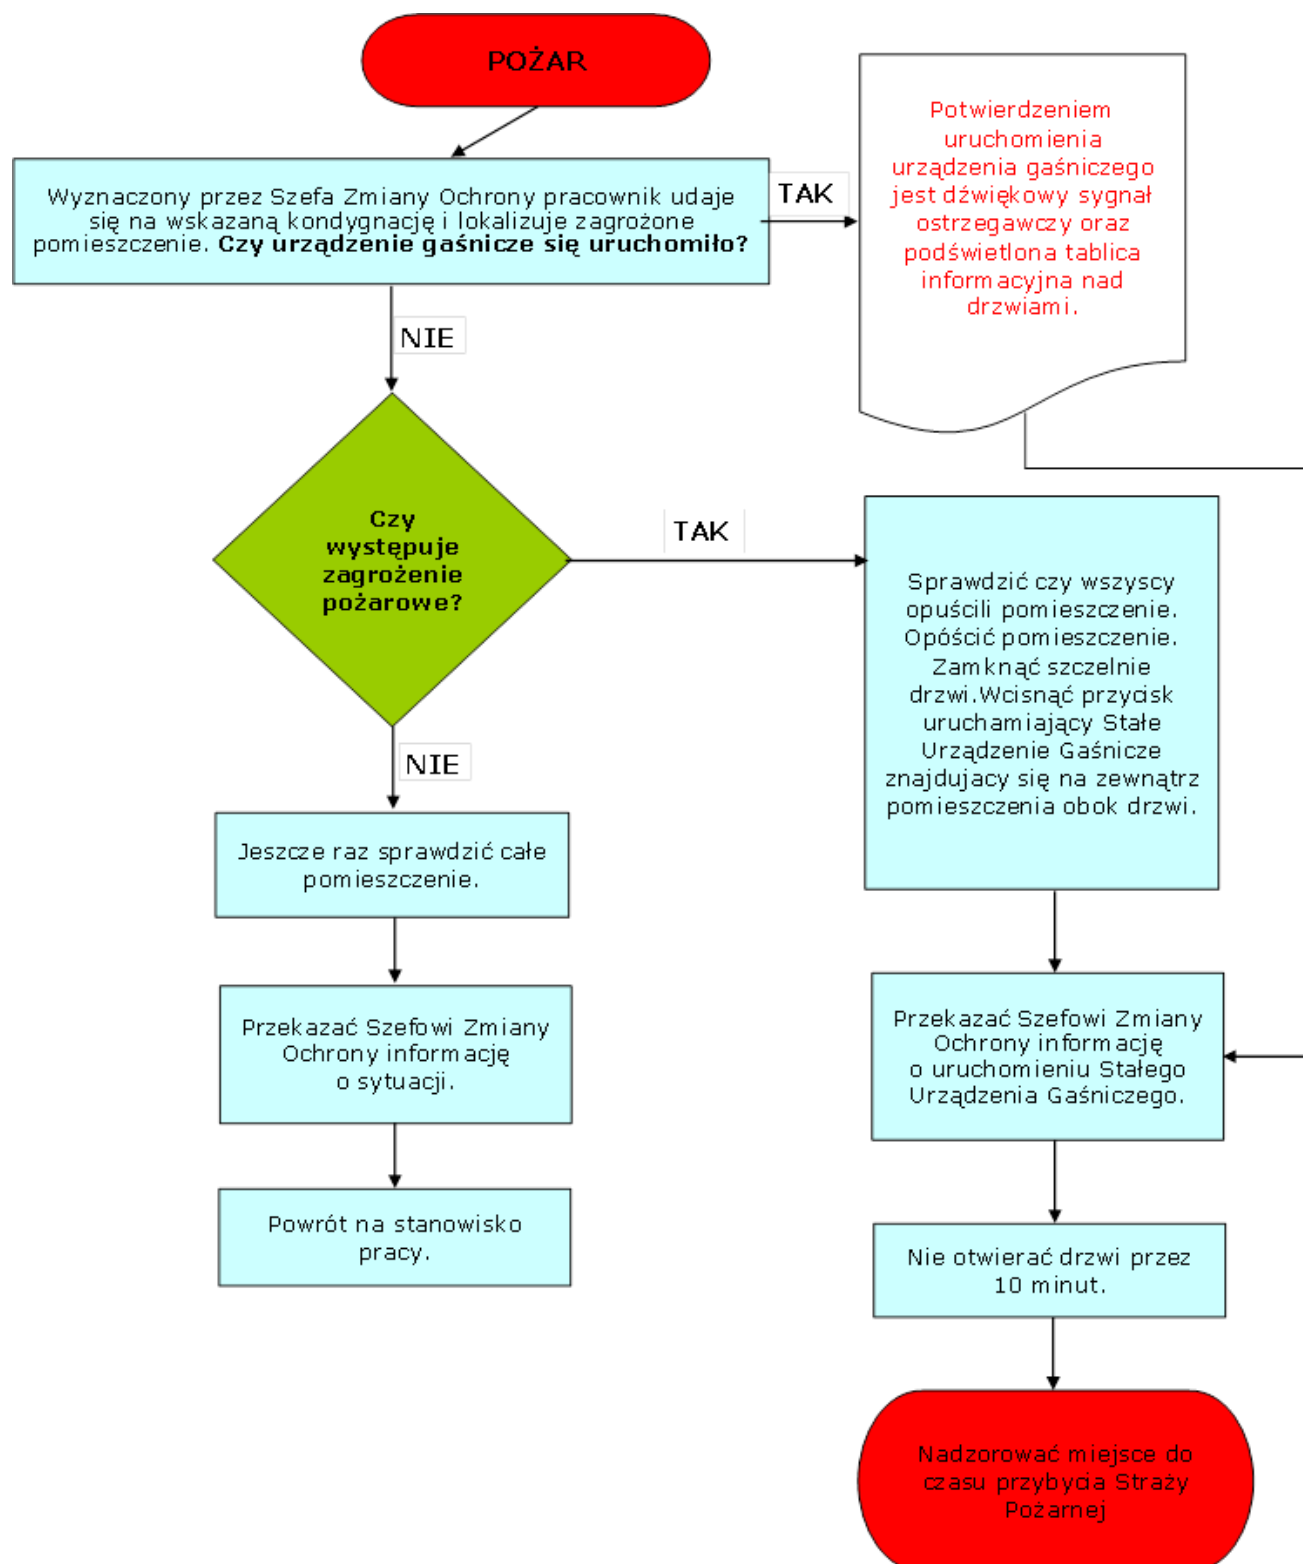 POŻAR
Wyznaczony przez Szefa Zmiany Ochrony pracownik udaje
się na wskazaną kondygnację i lokalizuje zagrożone
pomieszczenie. Czy urządzenie gaśnicze się uruchomiło?
TAK
Potwierdzeniem
uruchomienia
urządzenia gaśniczego
jest dźwiękowy sygnał
ostrzegawczy oraz
podświetlona tablica
informacyjna nad
drzwiami.
NIE
Czy
występuje
zagrożenie
pożarowe?
TAK
Sprawdzić czy wszyscy
opuścili pomieszczenie.
Opóścić pomieszczenie.
Zamknąć szczelnie
drzwi.Wcisnąć przycisk
uruchamiający Stałe
Urządzenie Gaśnicze
znajdujacy się na zewnątrz
pomieszczenia obok drzwi.
NIE
Jeszcze raz sprawdzić całe
pomieszczenie.
Przekazać Szefowi Zmiany
Ochrony informację
o sytuacji.
Powrót na stanowisko
pracy.
Przekazać Szefowi Zmiany
Ochrony informację
o uruchomieniu Stałego
Urządzenia Gaśniczego.
Nie otwierać drzwi przez
10 minut.
Nadzorować miejsce do
czasu przybycia Straży
Pożarnej